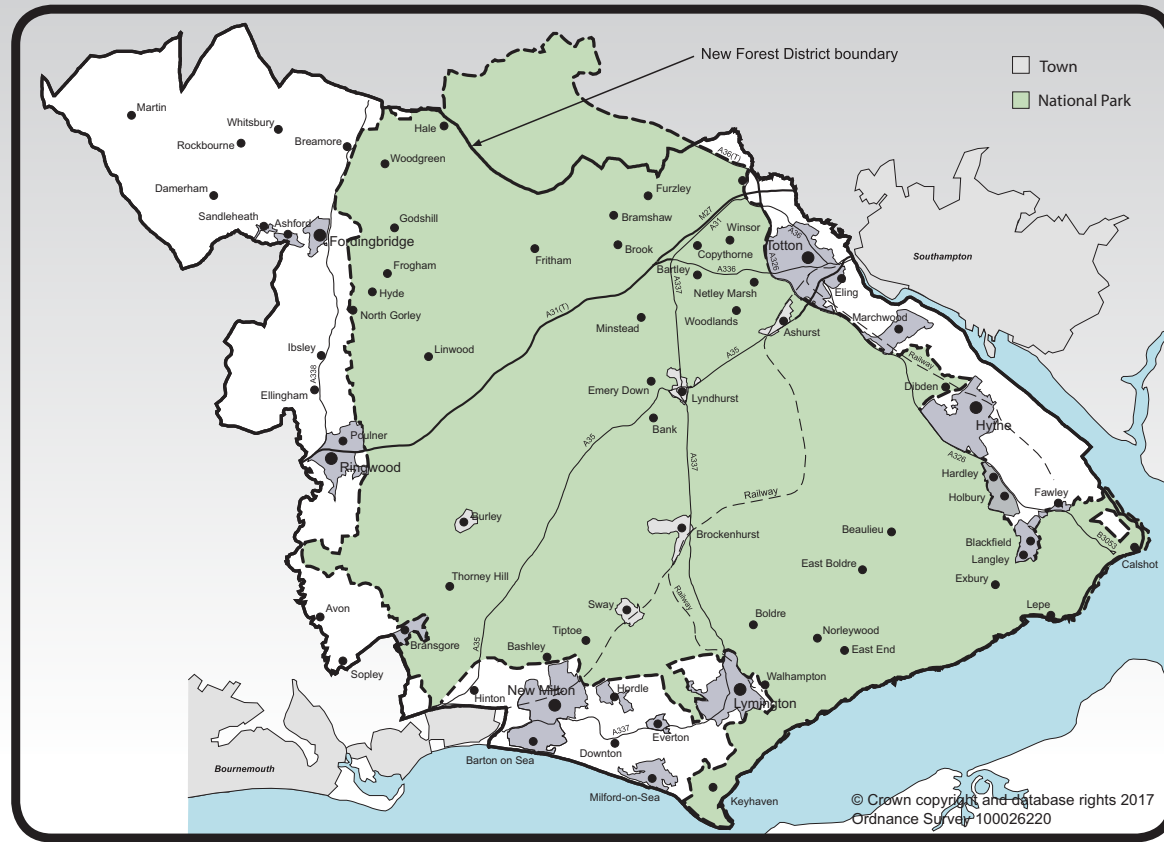 New Forest District boundary
Town
National Park
Martin
Whitsbury
Rockbourne
Breamore
Hale
Woodgreen
Damerham
Sandleheath
Ashford
Fordingbridge
Godshill
Frogham
Hyde
North Gorley
Ibsley
Ellingham
A338
Linwood
Poulner
Ringwood
Fritham
Furzley
Bramshaw
Brook
A36(T)
M27
A31
Winsor
Copythorne
Bartley
A336
A337
Netley Marsh
Woodlands
Minstead
A31(T)
Totton
A36
A326
Eling
Marchwood
Ashurst
Southampton
A35
Emery Down
Lyndhurst
Bank
A35
A337
Railway
Dibden
Hythe
A326
Hardley
Holbury
Fawley
Blackfield
Langley
B3053
Calshot
Burley
Railway
Brockenhurst
Beaulieu
East Boldre
Exbury
Lepe
Thorney Hill
Avon
Sopley
Bransgore
A35
Sway
Tiptoe
Bashley
Railway
Boldre
Norleywood
East End
Walhampton
Hinton
New Milton
Hordle
Lymington
A337
Everton
Downton
Barton on Sea
Milford-on-Sea
Keyhaven
Bournemouth
© Crown copyright and database rights 2017
Ordnance Survey 100026220